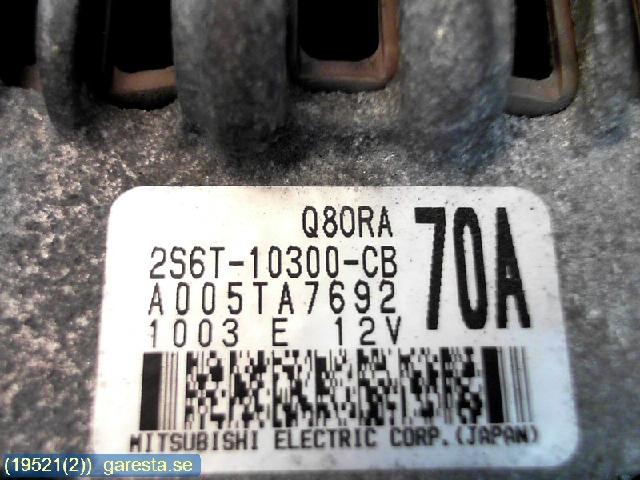 Q80RA
70A
2S6T-10300-CB
A005TA7692
1003 E 12V
MITSUBISHI ELECTRIC CORP.(JAPAN)
(19521(2)) garesta.se